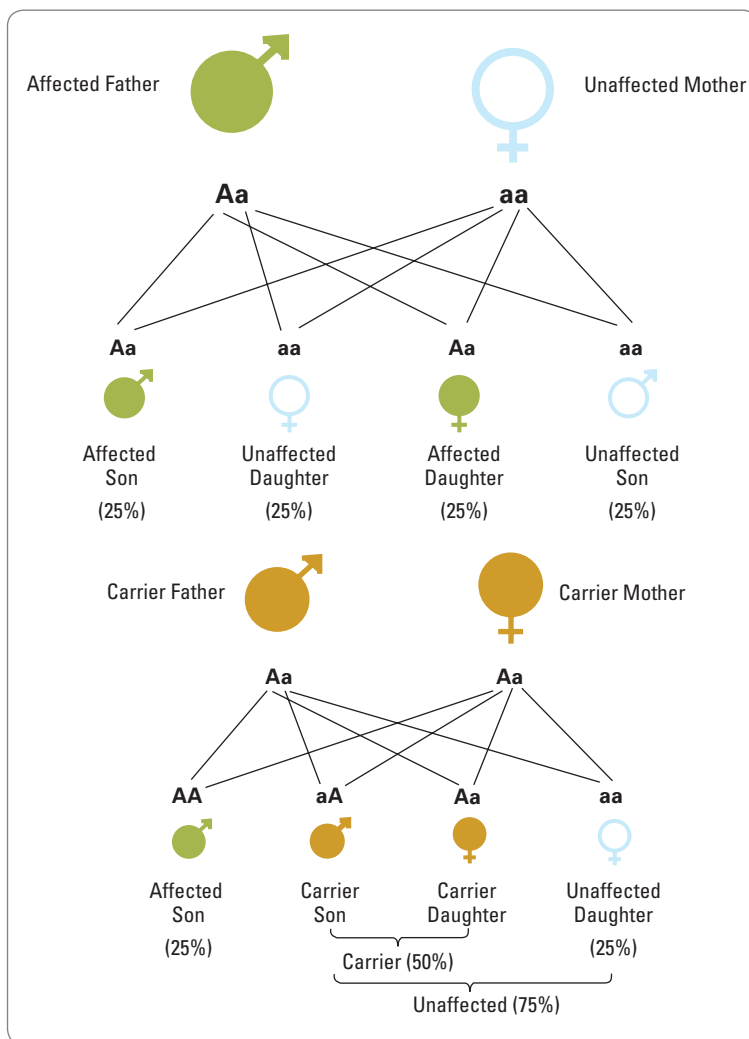 Affected Father
Unaffected Mother
Aa
aa
Aa
aa
Aa
aa
Affected
Son
(25%)
Unaffected
Daughter
(25%)
Affected
Daughter
(25%)
Unaffected
Son
(25%)
Carrier Father
Carrier Mother
Aa
Aa
AA
aA
Aa
aa
Affected
Son
(25%)
Carrier
Son
Carrier
Daughter
Unaffected
Daughter
(25%)
Carrier (50%)
Unaffected (75%)